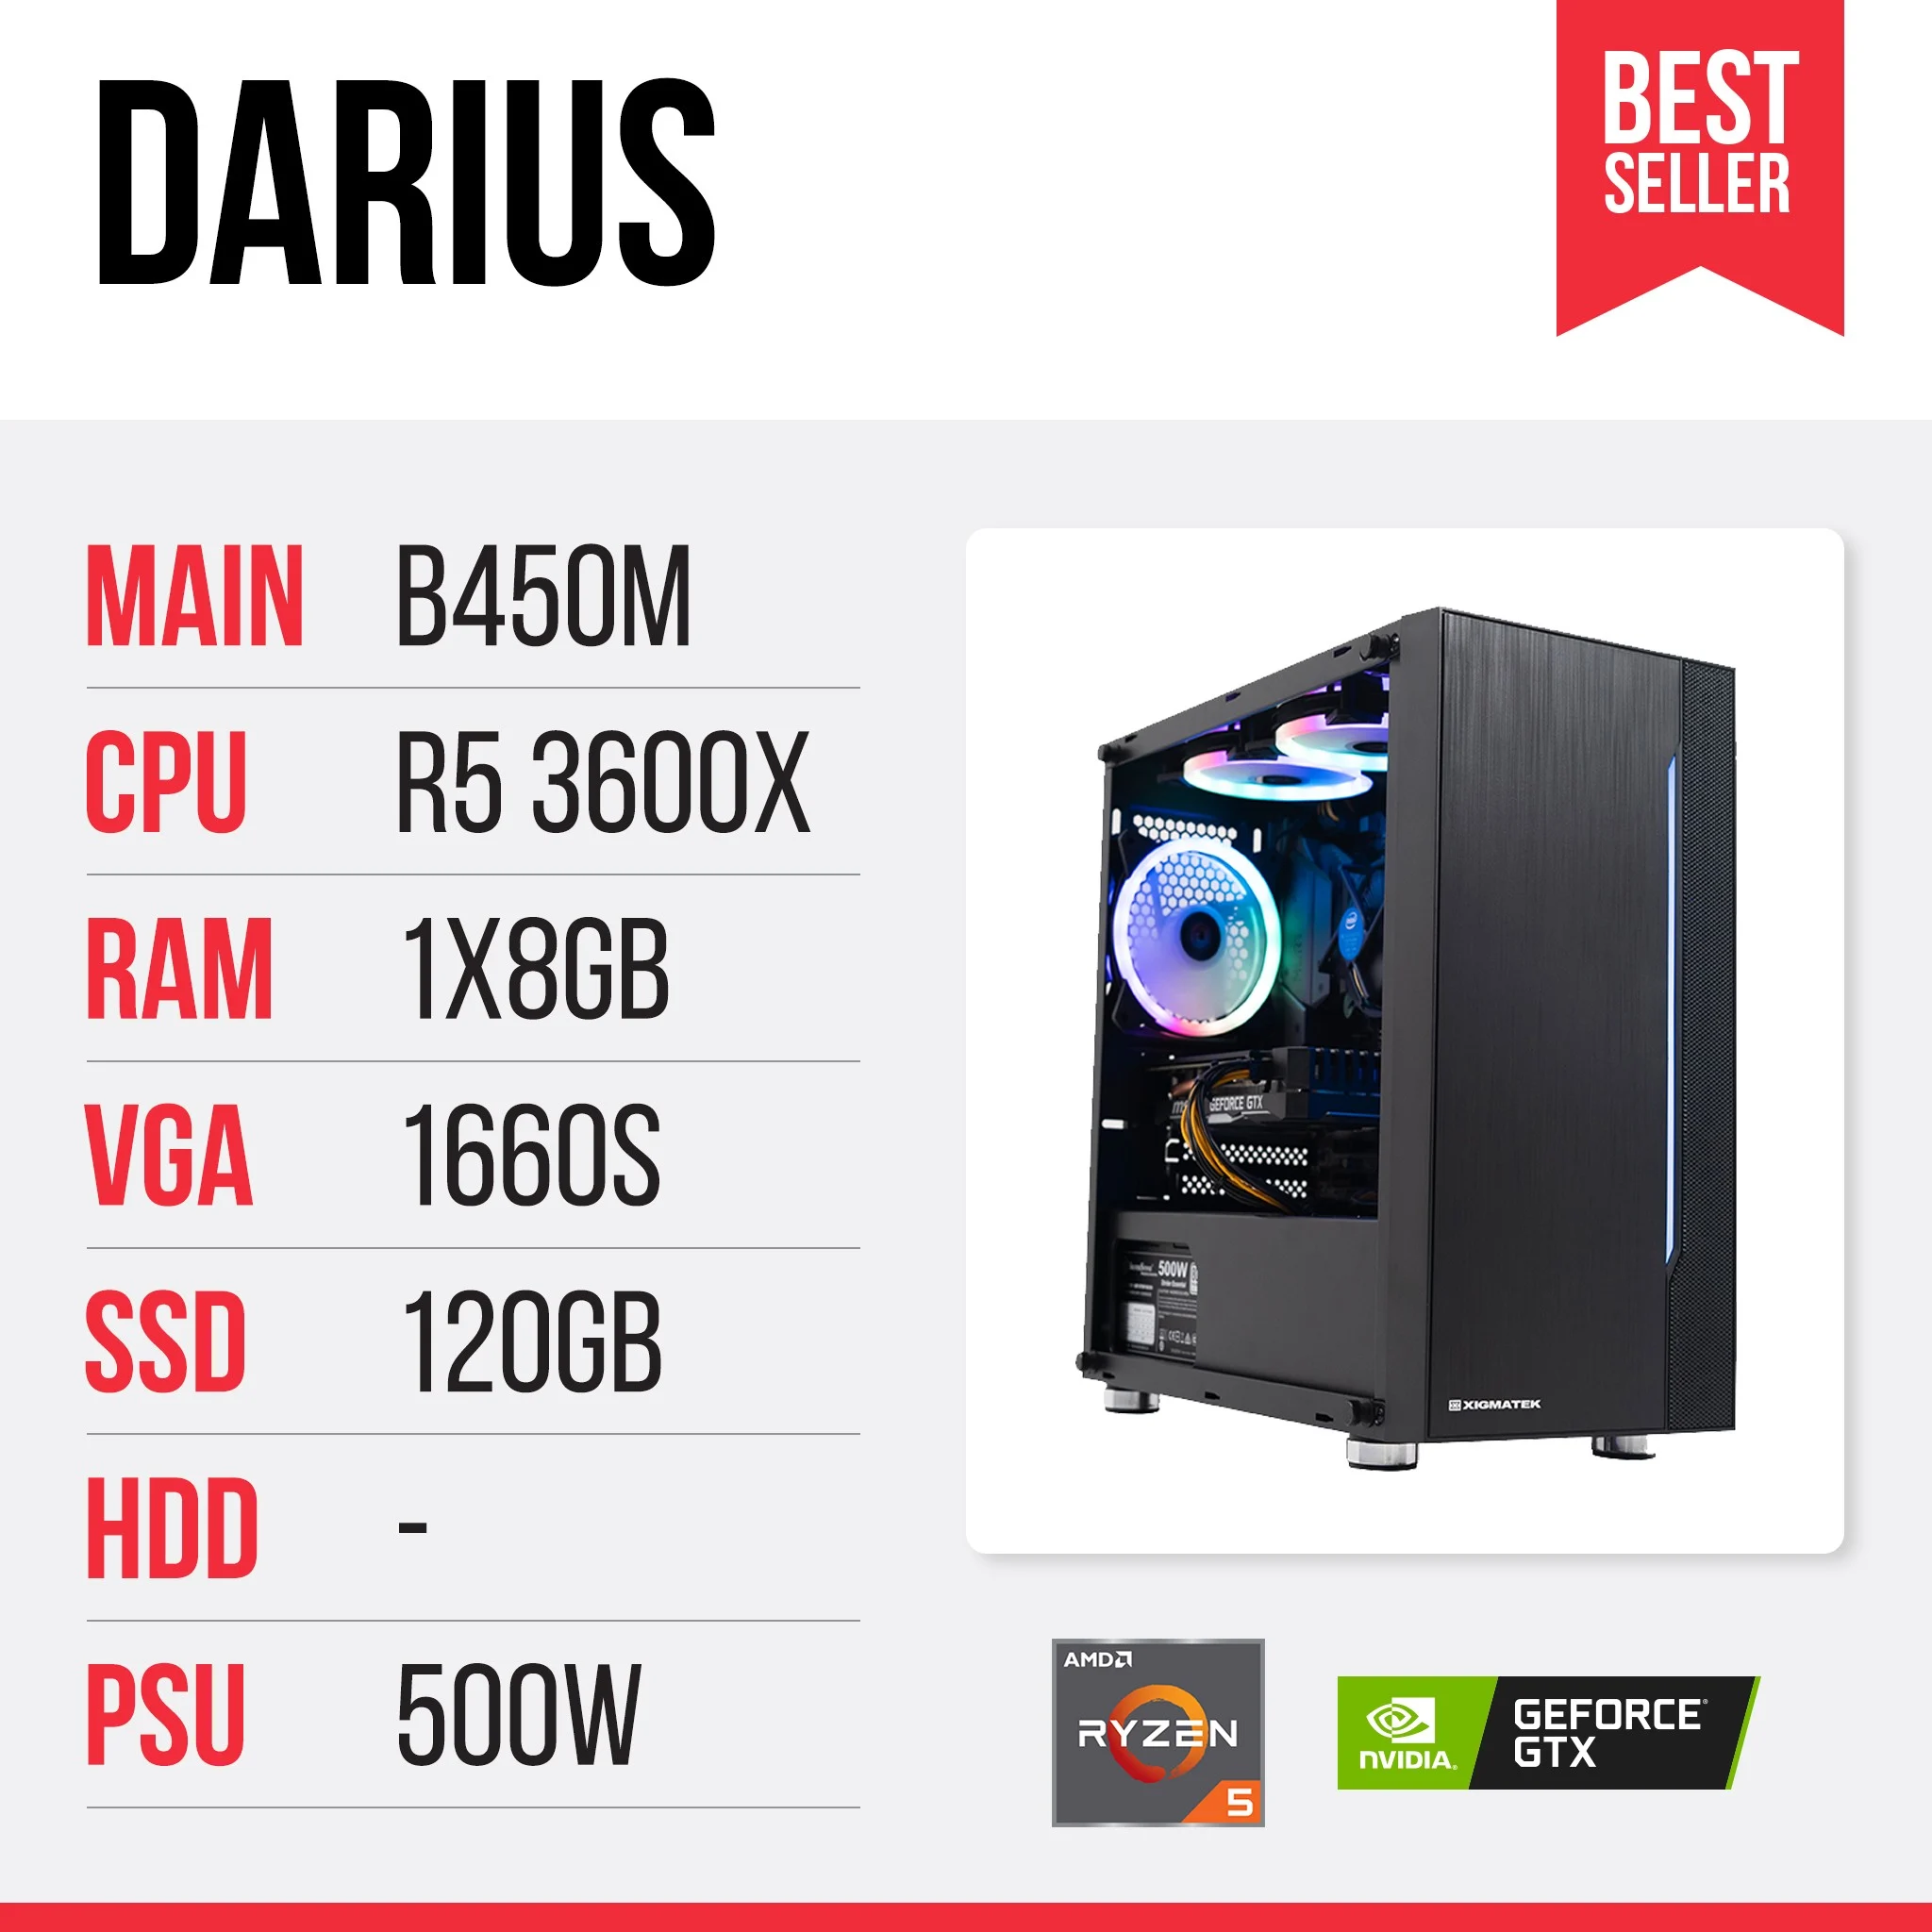 DARIUS
BEST
SELLER
MAIN B450M
CPU R5 3600X
RAM 1X8GB
VGA 1660S
SSD 120GB
HDD -
PSU 500W
intel
GEFORCE GTX
500W
XIGMATEK
AMD
RYZEN
5
NVIDIA.
GEFORCE®
GTX